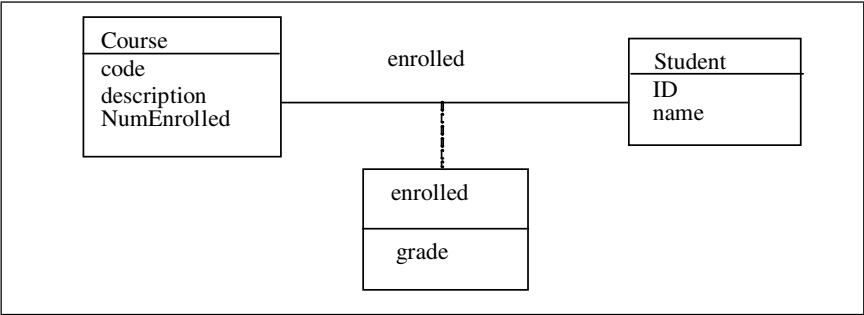 Course
code
description
NumEnrolled
enrolled
Student
ID
name
enrolled
grade